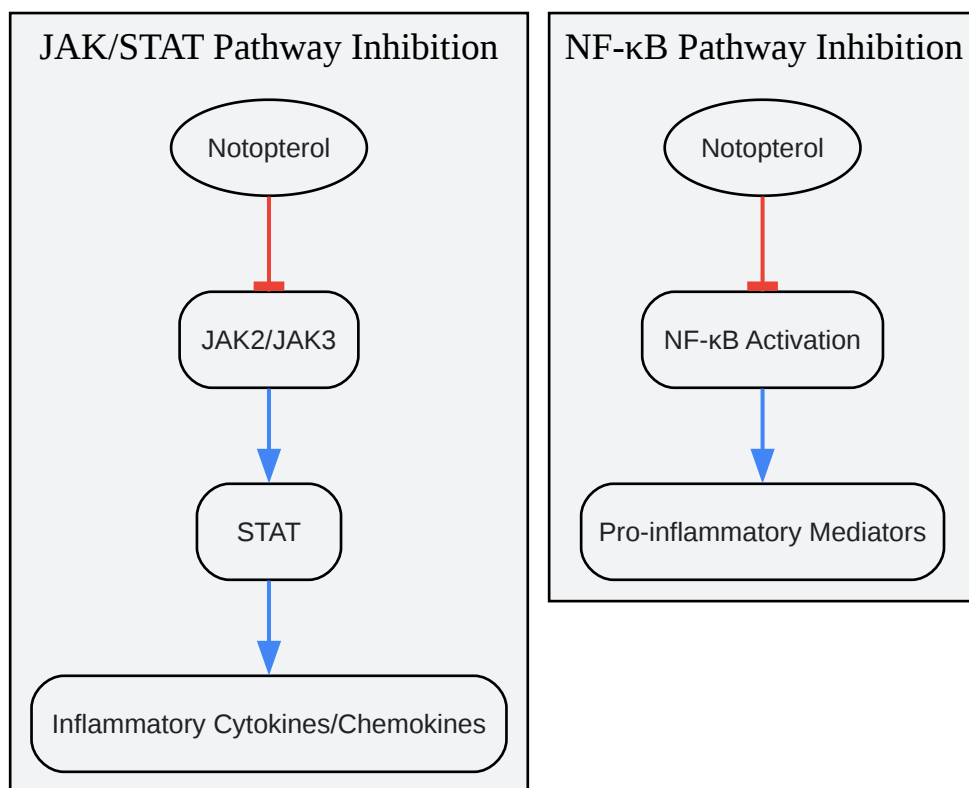 JAK/STAT Pathway Inhibition
Notopterol
JAK2/JAK3
STAT
Inflammatory Cytokines/Chemokines
NF-κB Pathway Inhibition
Notopterol
NF-κB Activation
Pro-inflammatory Mediators